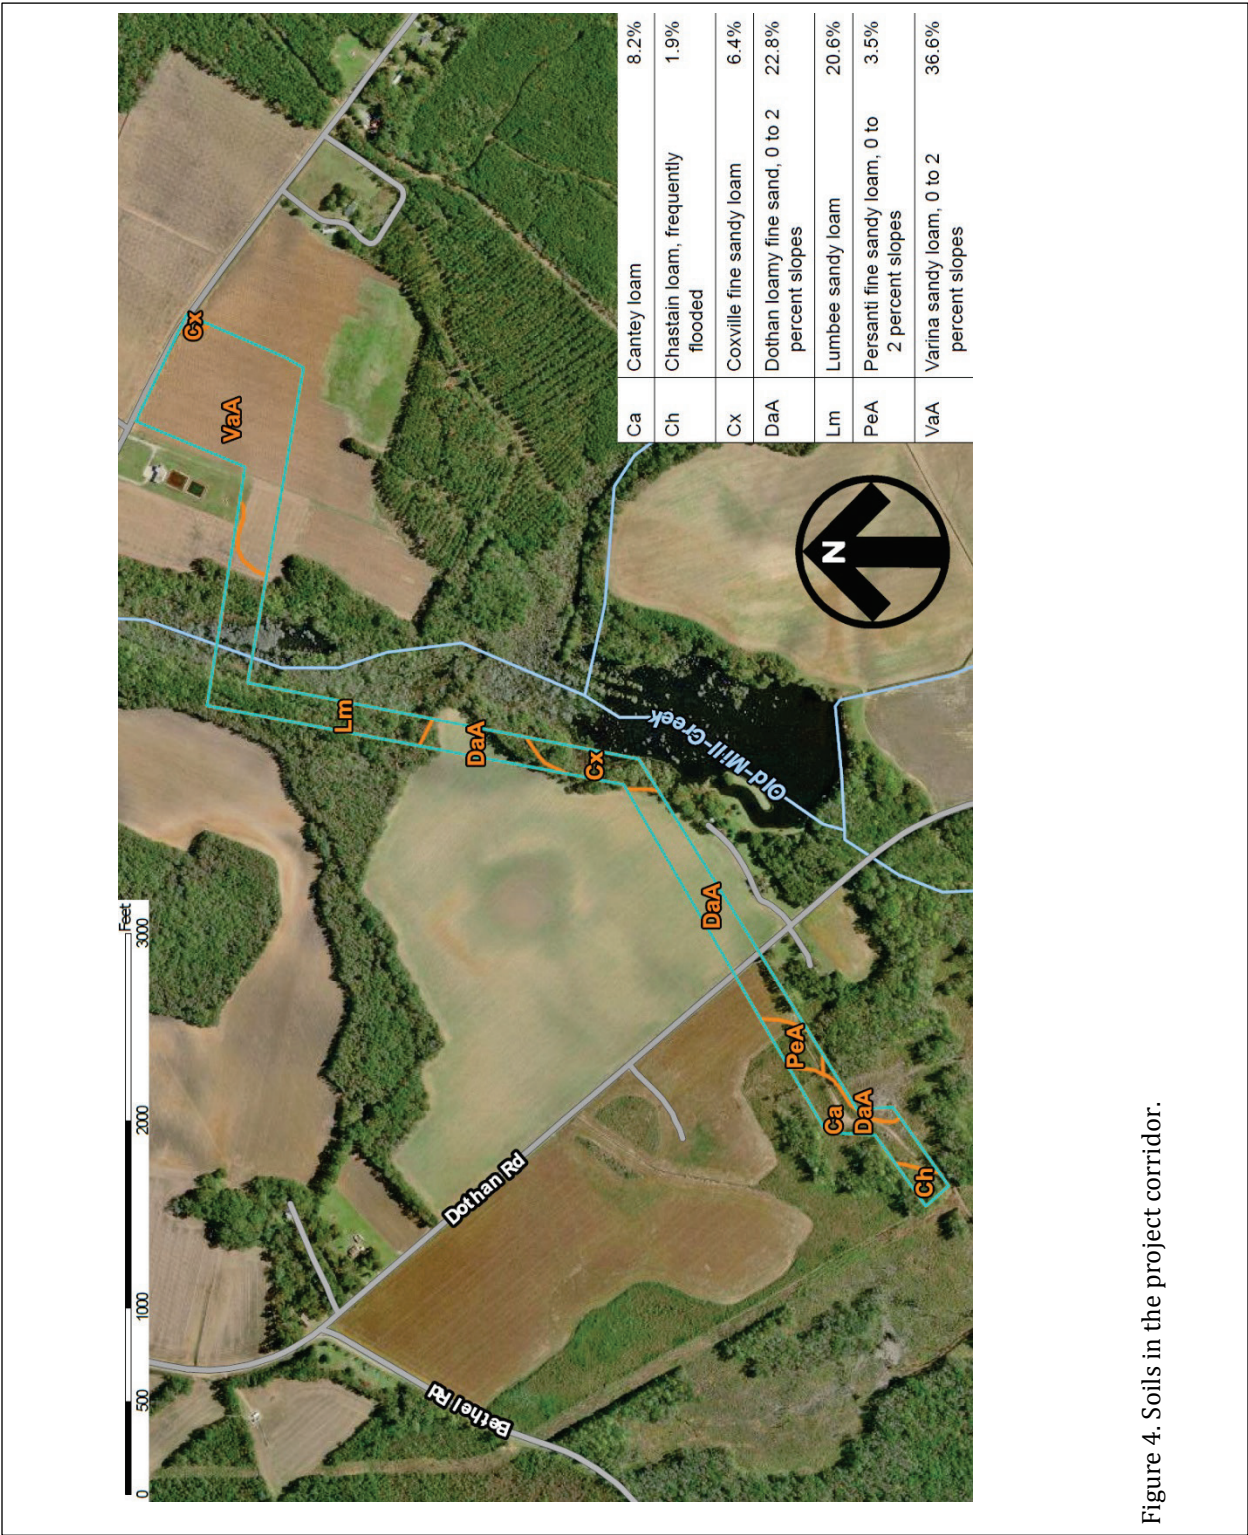 Feet
0 500 1000 2000 3000
Cx
VaA
Lm
DaA
Cx
DaA
PeA
Ca
DaA
Ch
Old-Mill-Creek
Dothan Rd
Bethel Rd
N
Ca Cantey loam 8.2%
Ch Chastain loam, frequently 1.9%
flooded
Cx Coxville fine sandy loam 6.4%
DaA Dothan loamy fine sand, 0 to 2 22.8%
percent slopes
Lm Lumbee sandy loam 20.6%
PeA Persanti fine sandy loam, 0 to 3.5%
2 percent slopes
VaA Varina sandy loam, 0 to 2 36.6%
percent slopes
Figure 4. Soils in the project corridor.